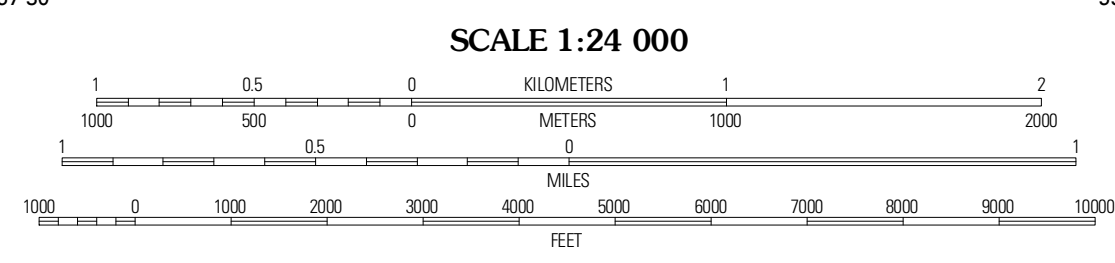 SCALE 1:24 000
1 0.5 0 KILOMETERS 1 2
1000 500 0 METERS 1000 2000
1 0.5 0 1
MILES
1000 0 1000 2000 3000 4000 5000 6000 7000 8000 9000 10000
FEET